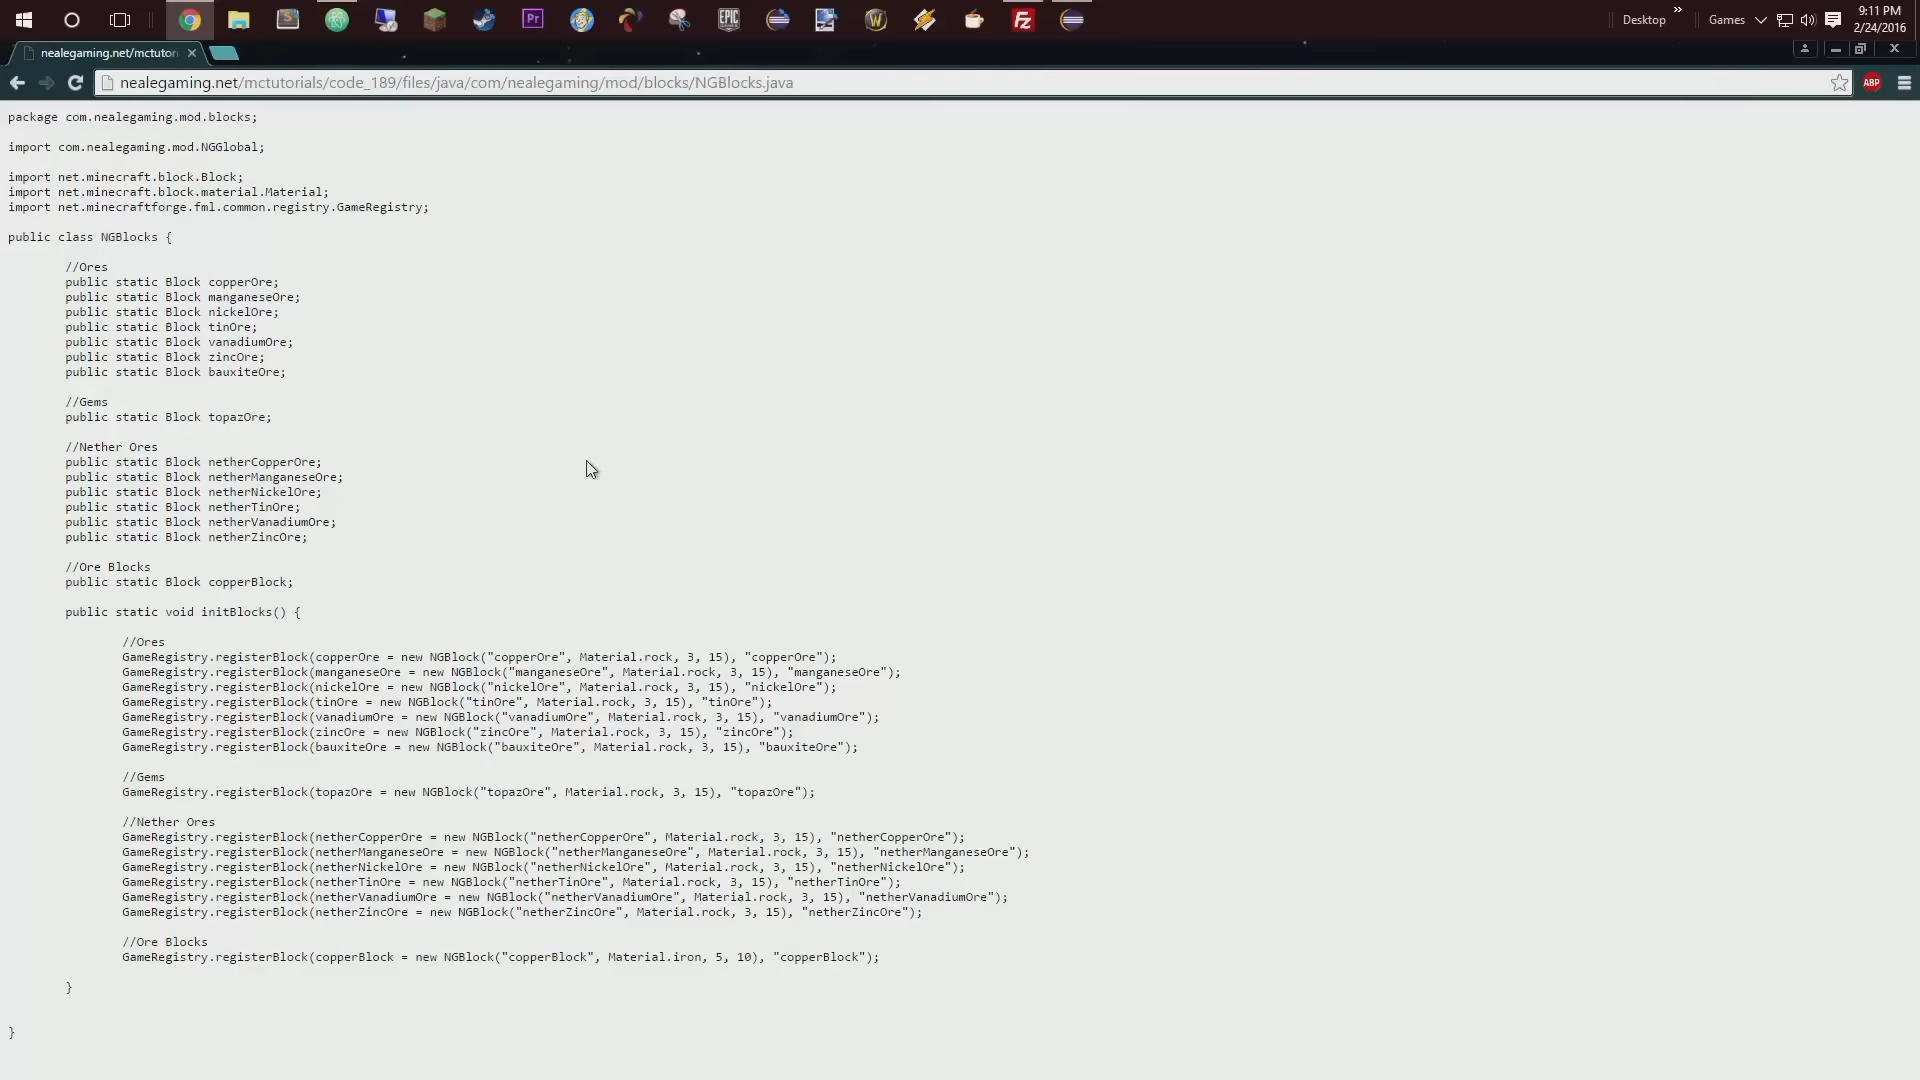 Desktop
»
Games
9:11 PM
2/24/2016
nealegaming.net/mctutori
nealegaming.net/mctutorials/code_189/files/java/com/nealegaming/mod/blocks/NGBlocks.java
ABP
Pr
EPIC
GAMES
W
Fz
package com.nealegaming.mod.blocks;
import com.nealegaming.mod.NGGlobal;
import net.minecraft.block.Block;
import net.minecraft.block.material.Material;
import net.minecraftforge.fml.common.registry.GameRegistry;
public class NGBlocks {
//Ores
public static Block copperOre;
public static Block manganeseOre;
public static Block nickelOre;
public static Block tinOre;
public static Block vanadiumOre;
public static Block zincOre;
public static Block bauxiteOre;
//Gems
public static Block topazOre;
//Nether Ores
public static Block netherCopperOre;
public static Block netherManganeseOre;
public static Block netherNickelOre;
public static Block netherTinOre;
public static Block netherVanadiumOre;
public static Block netherZincOre;
//Ore Blocks
public static Block copperBlock;
public static void initBlocks() {
//Ores
GameRegistry.registerBlock(copperOre = new NGBlock("copperOre", Material.rock, 3, 15), "copperOre");
GameRegistry.registerBlock(manganeseOre = new NGBlock("manganeseOre", Material.rock, 3, 15), "manganeseOre");
GameRegistry.registerBlock(nickelOre = new NGBlock("nickelOre", Material.rock, 3, 15), "nickelOre");
GameRegistry.registerBlock(tinOre = new NGBlock("tinOre", Material.rock, 3, 15), "tinOre");
GameRegistry.registerBlock(vanadiumOre = new NGBlock("vanadiumOre", Material.rock, 3, 15), "vanadiumOre");
GameRegistry.registerBlock(zincOre = new NGBlock("zincOre", Material.rock, 3, 15), "zincOre");
GameRegistry.registerBlock(bauxiteOre = new NGBlock("bauxiteOre", Material.rock, 3, 15), "bauxiteOre");
//Gems
GameRegistry.registerBlock(topazOre = new NGBlock("topazOre", Material.rock, 3, 15), "topazOre");
//Nether Ores
GameRegistry.registerBlock(netherCopperOre = new NGBlock("netherCopperOre", Material.rock, 3, 15), "netherCopperOre");
GameRegistry.registerBlock(netherManganeseOre = new NGBlock("netherManganeseOre", Material.rock, 3, 15), "netherManganeseOre");
GameRegistry.registerBlock(netherNickelOre = new NGBlock("netherNickelOre", Material.rock, 3, 15), "netherNickelOre");
GameRegistry.registerBlock(netherTinOre = new NGBlock("netherTinOre", Material.rock, 3, 15), "netherTinOre");
GameRegistry.registerBlock(netherVanadiumOre = new NGBlock("netherVanadiumOre", Material.rock, 3, 15), "netherVanadiumOre");
GameRegistry.registerBlock(netherZincOre = new NGBlock("netherZincOre", Material.rock, 3, 15), "netherZincOre");
//Ore Blocks
GameRegistry.registerBlock(copperBlock = new NGBlock("copperBlock", Material.iron, 5, 10), "copperBlock");
}
}